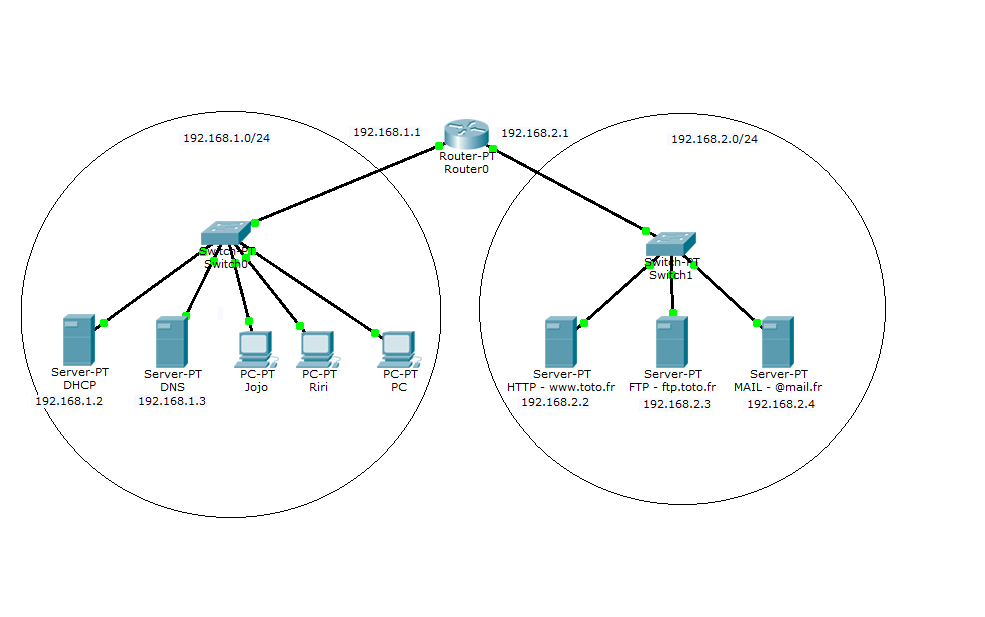 192.168.1.0/24
192.168.1.1
192.168.2.1
192.168.2.0/24
Router-PT
Router0
Switch-PT
Switch0
Switch-PT
Switch1
Server-PT
DHCP
192.168.1.2
Server-PT
DNS
192.168.1.3
PC-PT
Jojo
PC-PT
Riri
PC-PT
PC
Server-PT
HTTP - www.toto.fr
192.168.2.2
Server-PT
FTP - ftp.toto.fr
192.168.2.3
Server-PT
MAIL - @mail.fr
192.168.2.4